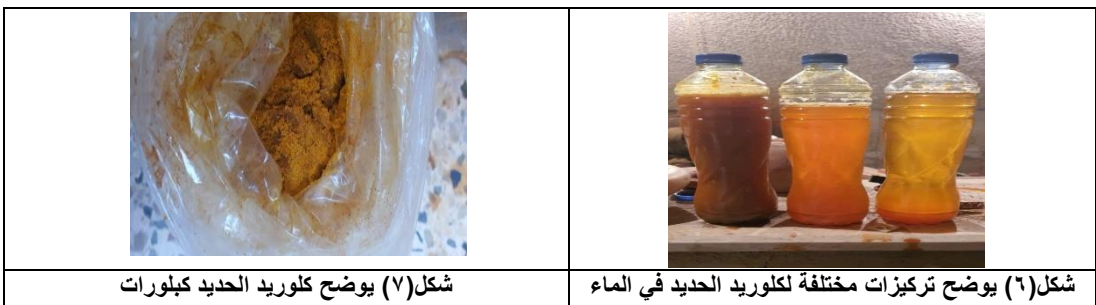 شكل(٦) يوضح تركيزات مختلفة لكلوريد الحديد في الماء
شكل(٧) يوضح كلوريد الحديد كبلورات